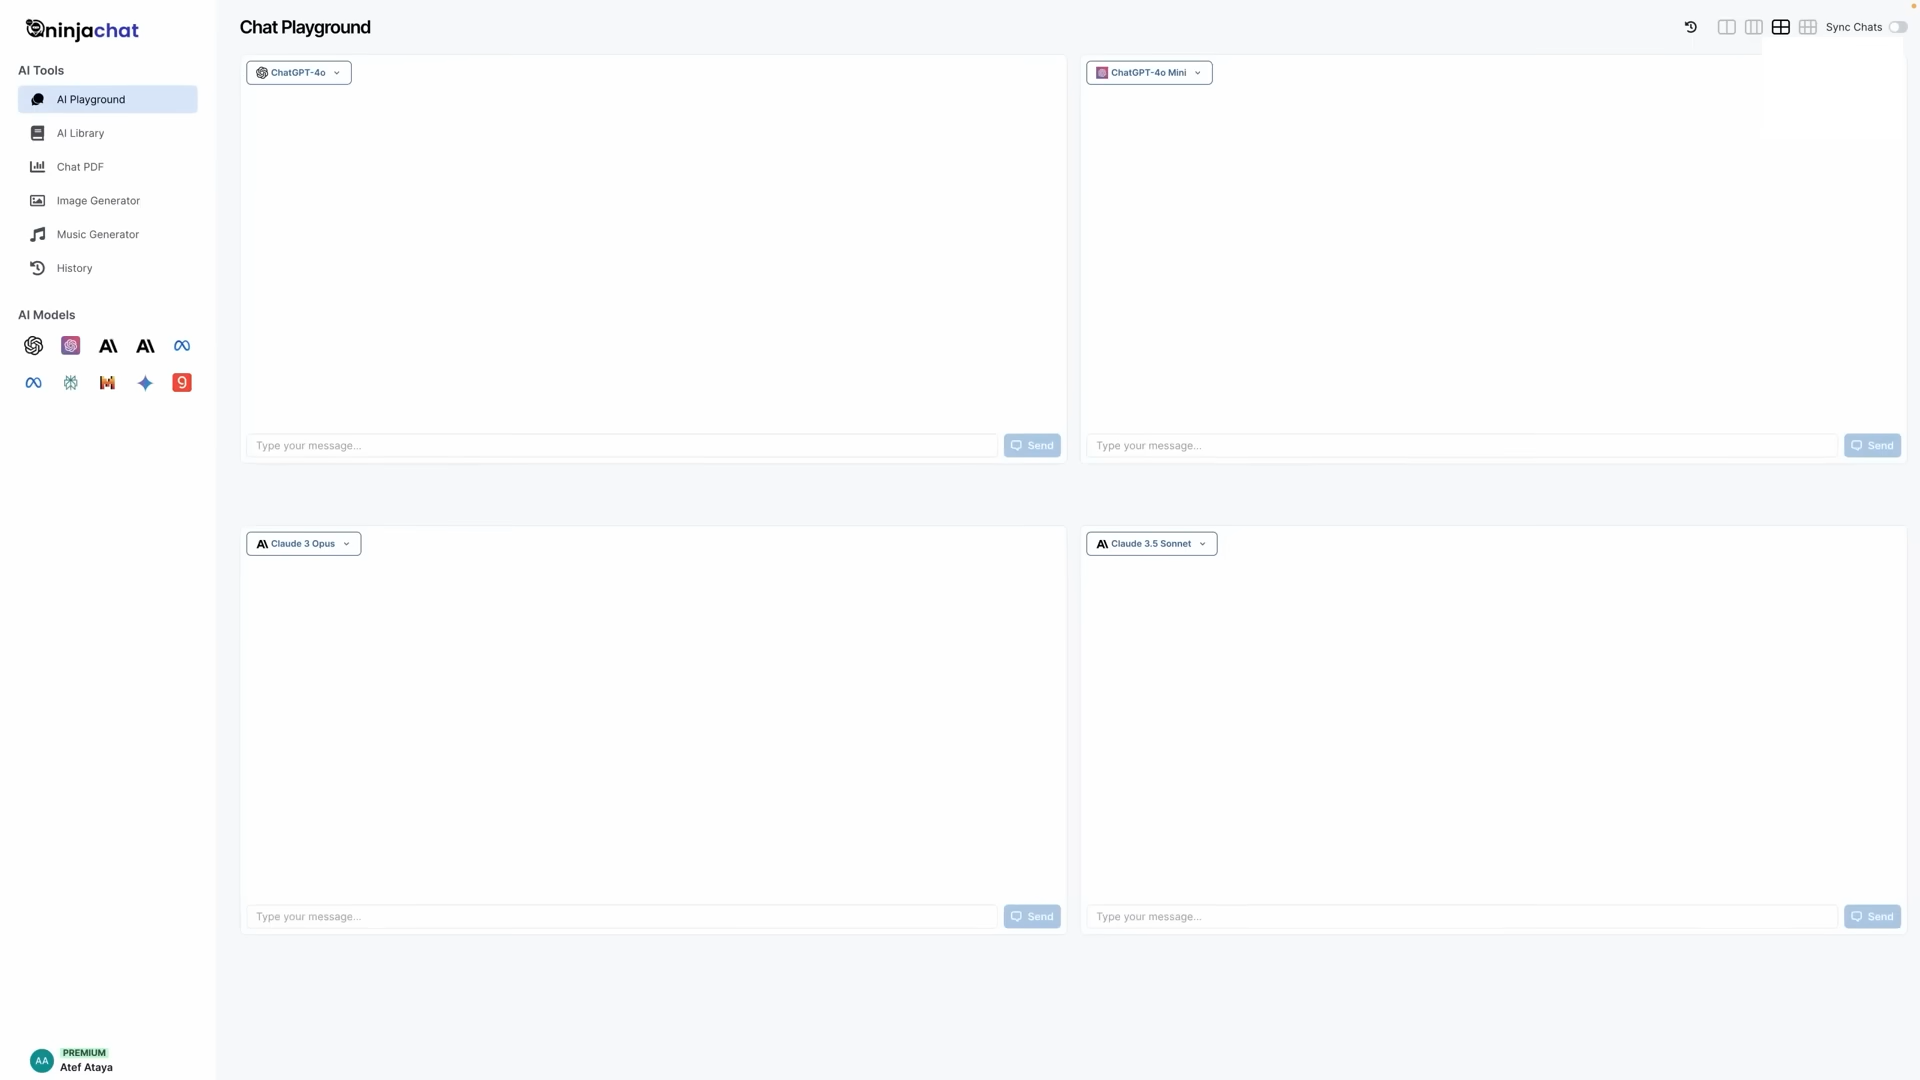 ninjachat
AI Tools
AI Playground
AI Library
Chat PDF
Image Generator
Music Generator
History
AI Models
9
AA
PREMIUM
Atef Ataya
Chat Playground
Sync Chats
ChatGPT-4o
Type your message...
Send
ChatGPT-4o Mini
Type your message...
Send
Claude 3 Opus
Type your message...
Send
Claude 3.5 Sonnet
Type your message...
Send